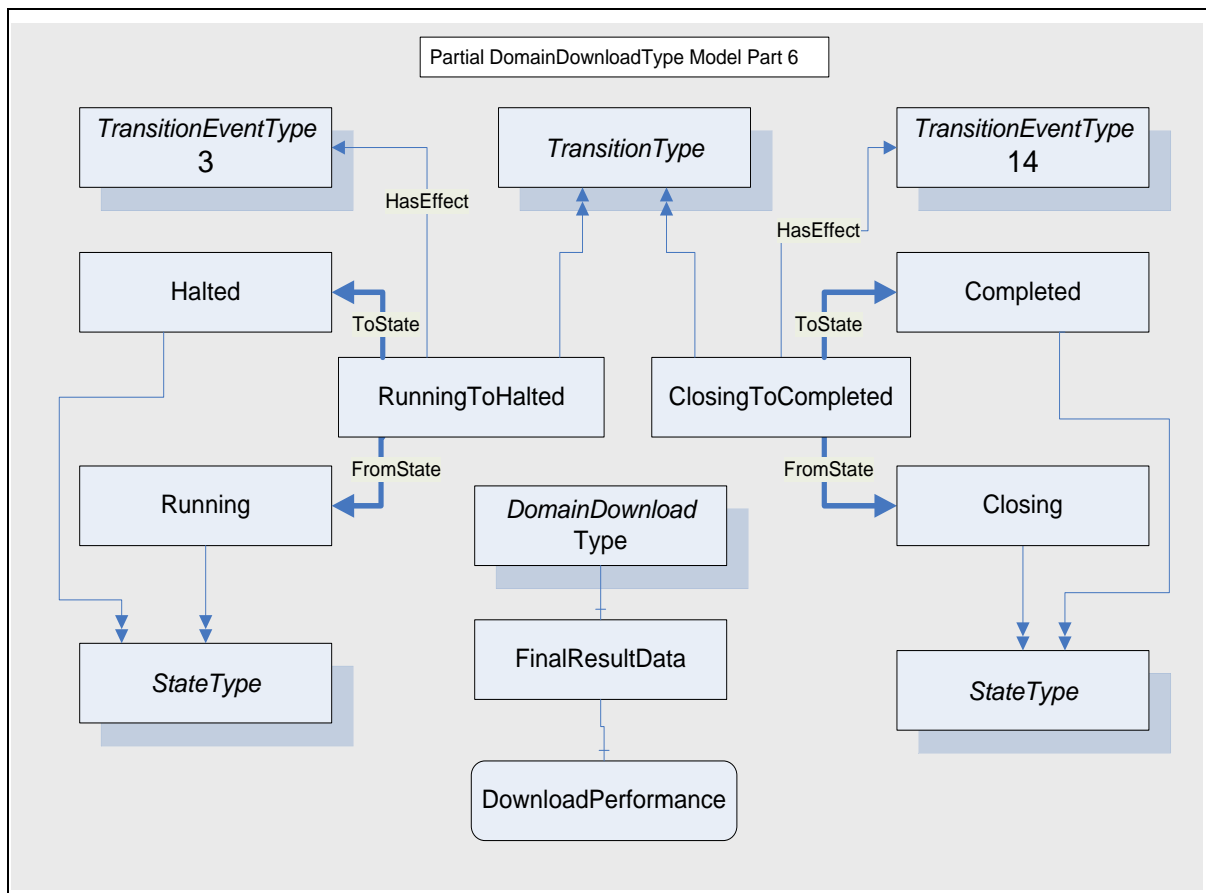 Partial DomainDownloadType Model Part 6
TransitionEventType
3
TransitionType
TransitionEventType
14
HasEffect
HasEffect
Halted
Completed
ToState
ToState
RunningToHalted
ClosingToCompleted
FromState
FromState
Running
DomainDownload
Type
Closing
FinalResultData
StateType
StateType
DownloadPerformance